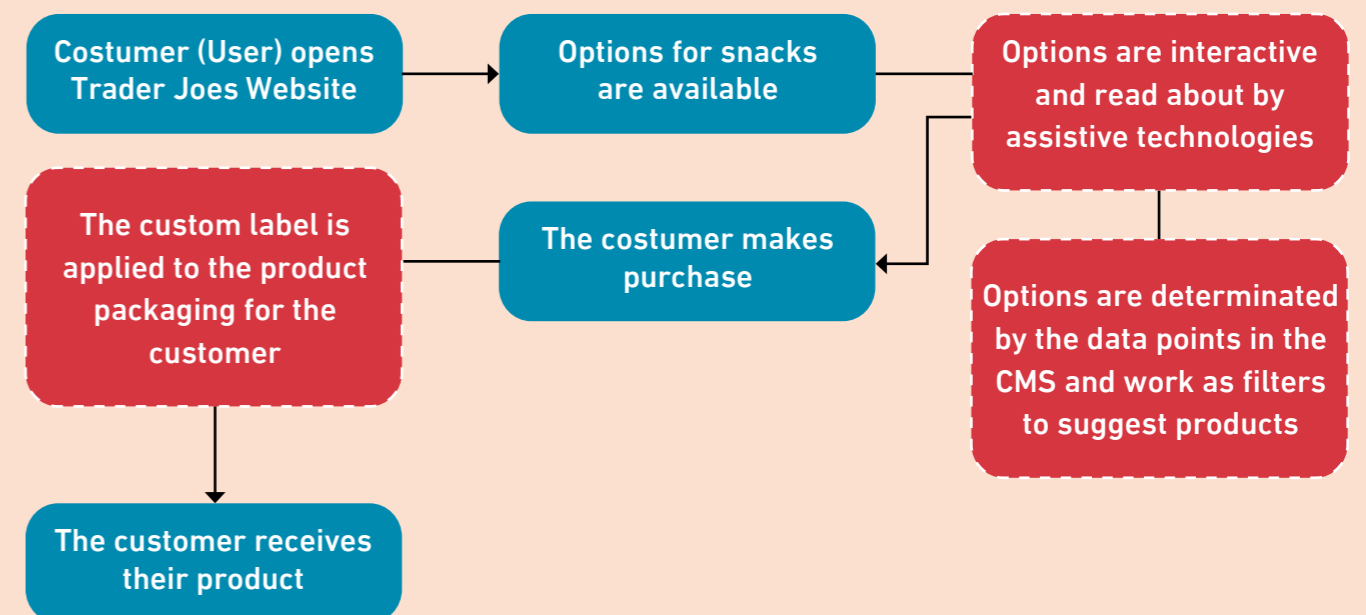 Costumer (User) opens
Trader Joes Website
Options for snacks
are available
Options are interactive
and read about by
assistive technologies
The custom label is
applied to the product
packaging for the
customer
The costumer makes
purchase
Options are determinated
by the data points in the
CMS and work as filters
to suggest products
The customer receives
their product